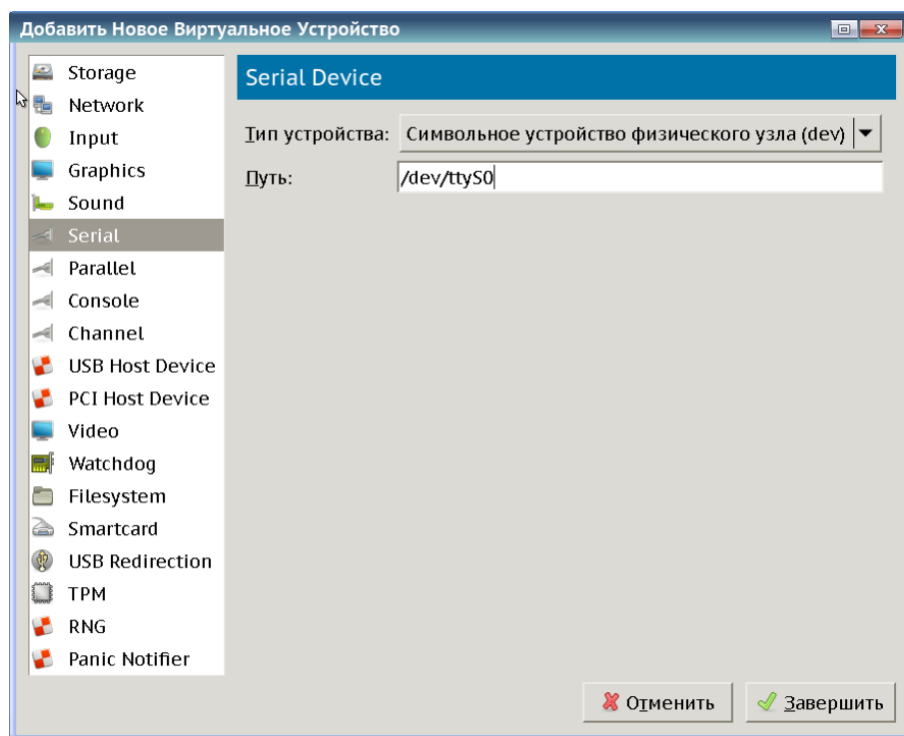 Добавить Новое Виртуальное Устройство
Storage
Network
Input
Graphics
Sound
Serial
Parallel
Console
Channel
USB Host Device
PCI Host Device
Video
Watchdog
Filesystem
Smartcard
USB Redirection
TPM
RNG
Panic Notifier
Serial Device
Тип устройства: Символьное устройство физического узла (dev)
Путь: /dev/ttyS0
Отменить Завершить